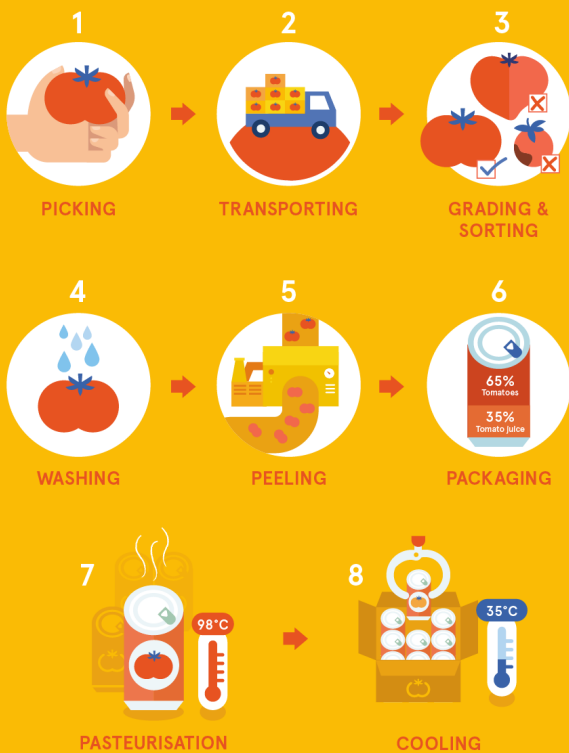 1
PICKING
2
TRANSPORTING
3
GRADING &
SORTING
4
WASHING
5
PEELING
6
65%
Tomatoes
35%
Tomato juice
PACKAGING
7
98°C
PASTEURISATION
8
35°C
COOLING